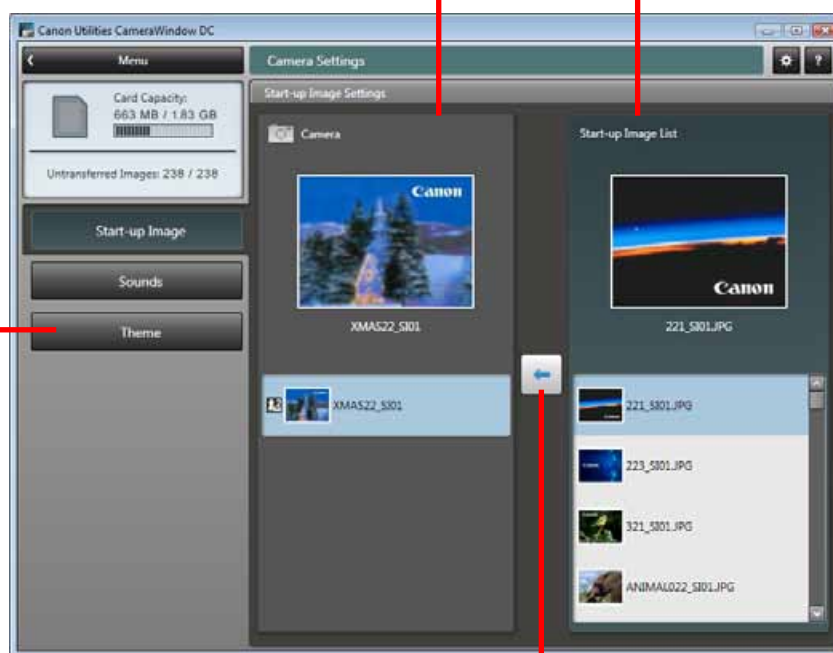 Canon Utilities CameraWindow DC
Menu
Camera Settings
?
Card Capacity:
663 MB / 1.83 GB
Untransferred Images: 238 / 238
Start-up Image
Sounds
Theme
Start-up Image Settings
Camera
Canon
XMAS22_SI01
XMAS22_SI01
Start-up Image List
Canon
221_SI01.JPG
221_SI01.JPG
223_SI01.JPG
321_SI01.JPG
ANIMAL022_SI01.JPG